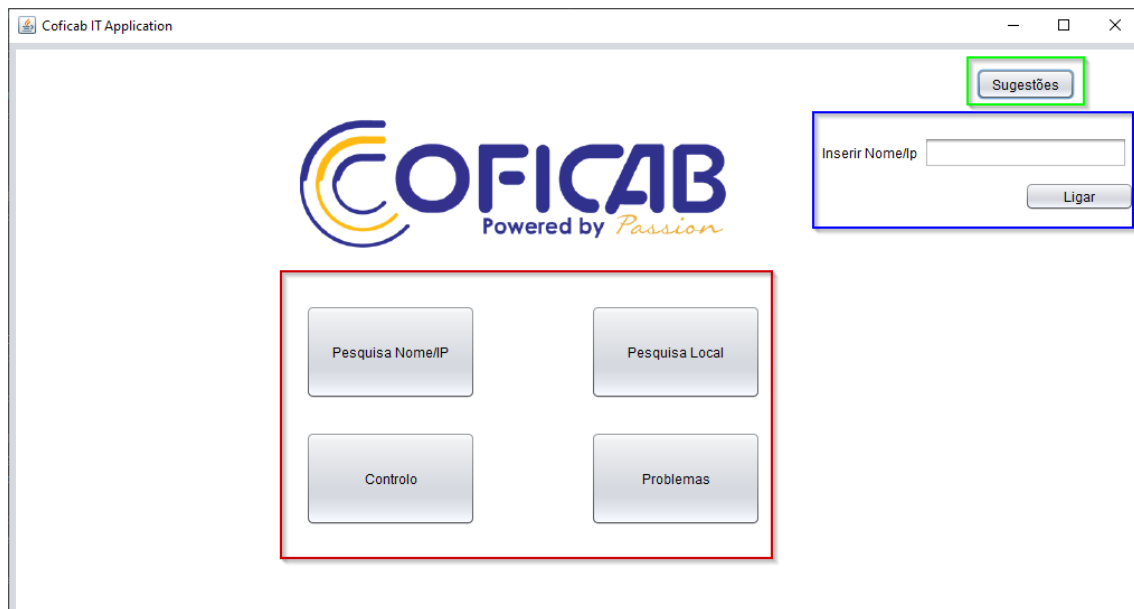 Coficab IT Application
Sugestões
Inserir Nome/Ip
Ligar
COFICAB
Powered by Passion
Pesquisa Nome/IP
Pesquisa Local
Controlo
Problemas